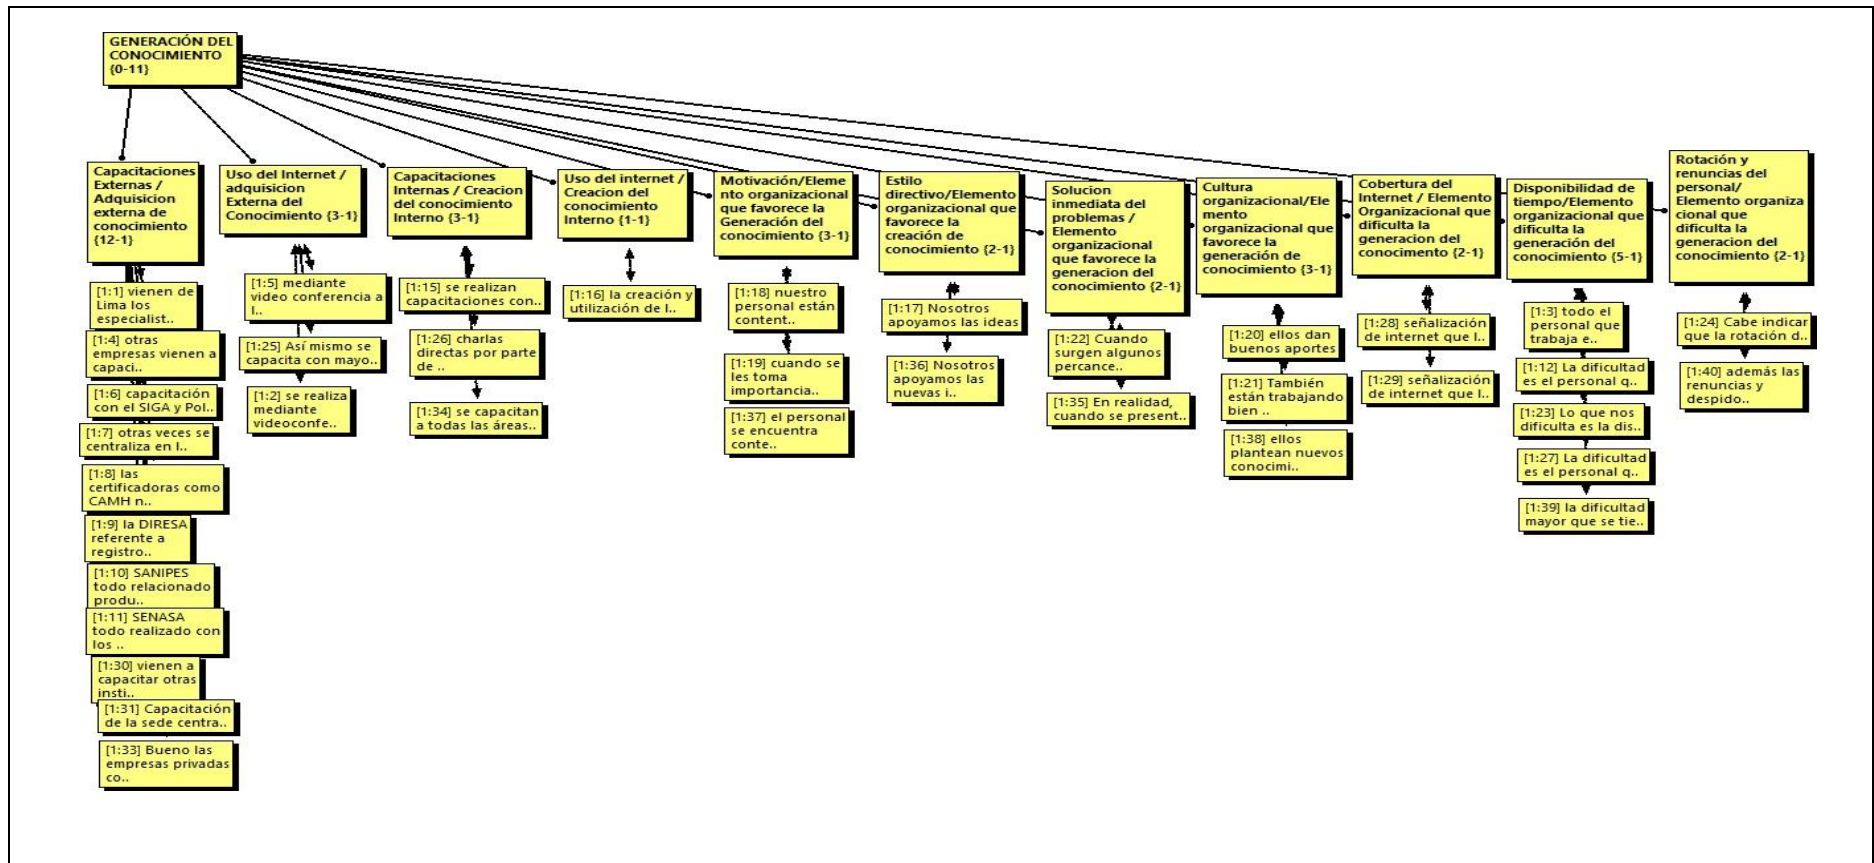 GENERACIÓN DEL
CONOCIMIENTO
{0-11}
Capacitaciones
Externas /
Adquisicion
externa de
conocimiento
{12-1}
[1:1] vienen de
Lima los
especialist..
[1:4] otras
empresas vienen a
capaci..
[1:6] capacitación
con el SIGA y Pol..
[1:7] otras veces se
centraliza en l..
[1:8] las
certificadoras como
CAMH n..
[1:9] la DIRESA
referente a
registro..
[1:10] SANIPES
todo relacionado
produ..
[1:11] SENASA
todo realizado con
los ..
[1:30] vienen a
capacitar otras
insti..
[1:31] Capacitación
de la sede centra..
[1:33] Bueno las
empresas privadas
co..
Uso del Internet /
adquisicion
Externa del
Conocimiento {3-1}
[1:5] mediante
video conferencia a
l..
[1:25] Así mismo se
capacita con mayo..
[1:2] se realiza
mediante
videoconfe..
Capacitaciones
Internas / Creacion
del conocimiento
Interno {3-1}
[1:15] se realizan
capacitaciones con..
[1:26] charlas
directas por parte
de ..
[1:34] se capacitan
a todas las áreas..
Uso del internet /
Creacion del
conocimiento
Interno {1-1}
[1:16] la creación y
utilización de l..
Motivación/Eleme
nto organizacional
que favorece la
Generación del
conocimiento {3-1}
[1:18] nuestro
personal están
content..
[1:19] cuando se
les toma
importancia..
[1:37] el personal
se encuentra
conte..
Estilo
directivo/Elemento
organizacional que
favorece la
creación de
conocimiento {2-1}
[1:17] Nosotros
apoyamos las ideas
[1:36] Nosotros
apoyamos las
nuevas i..
Solucion
inmediata del
problemas /
Elemento
organizacional
que favorece la
generacion del
conocimiento {2-1}
[1:22] Cuando
surgen algunos
percance..
[1:35] En realidad,
cuando se present..
Cultura
organizacional/Ele
mento
organizacional que
favorece la
generación de
conocimiento {3-1}
[1:20] ellos dan
buenos aportes
[1:21] También
están trabajando
bien ..
[1:38] ellos
plantean nuevos
conocimi..
Cobertura del
Internet / Elemento
Organizacional que
dificulta la
generacion del
conocimento {2-1}
[1:28] señalización
de internet que l..
[1:29] señalización
de internet que l..
Disponibilidad de
tiempo/Elemento
organizacional que
dificulta la
generación del
conocimiento {5-1}
[1:3] todo el
personal que
trabaja e..
[1:12] La dificultad
es el personal q..
[1:23] Lo que nos
dificulta es la dis..
[1:27] La dificultad
es el personal q..
[1:39] la dificultad
mayor que se tie..
Rotación y
renuncias del
personal/
Elemento organiza
cional que
dificulta la
generacion del
conocimiento {2-1}
[1:24] Cabe indicar
que la rotación d..
[1:40] además las
renuncias y
despido..